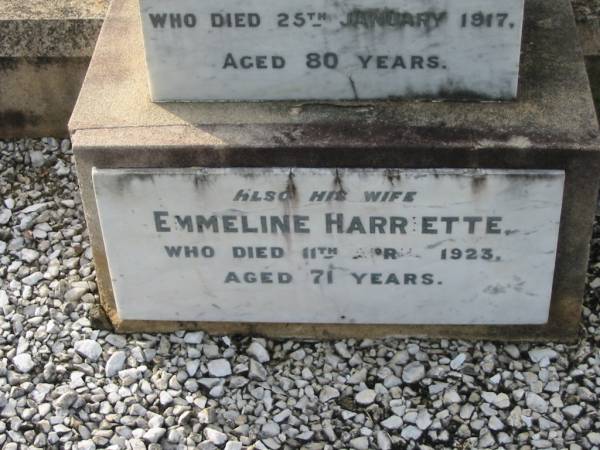 WHO DIED 25TH JANUARY 1917.
AGED 80 YEARS.
ALSO HIS WIFE
EMMELINE HARRIETTE.
WHO DIED 11TH APRIL 1923,
AGED 71 YEARS.